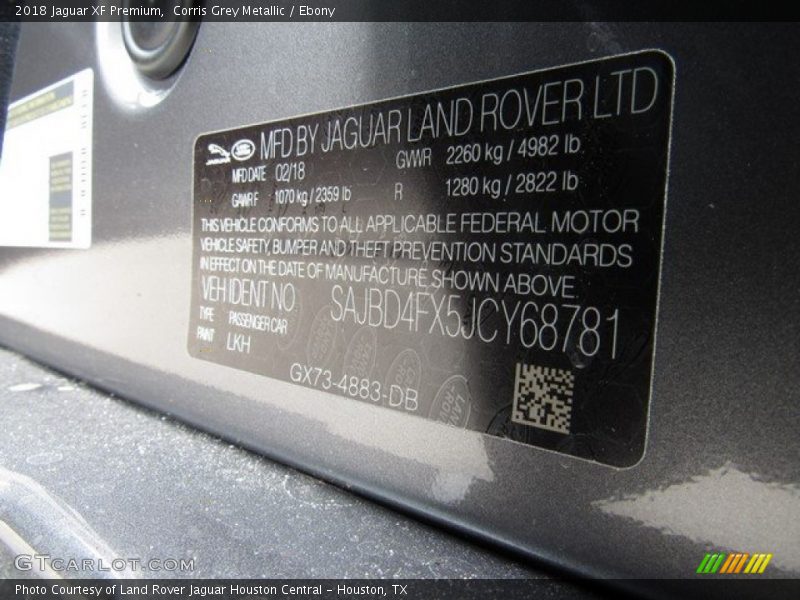 2018 Jaguar XF Premium, Corris Grey Metallic / Ebony
MFD BY JAGUAR LAND ROVER LTD
MFD DATE 02/18 GVWR 2260 kg / 4982 lb
GAWR F 1070 kg / 2359 lb R 1280 kg / 2822 lb
THIS VEHICLE CONFORMS TO ALL APPLICABLE FEDERAL MOTOR
VEHICLE SAFETY, BUMPER AND THEFT PREVENTION STANDARDS
IN EFFECT ON THE DATE OF MANUFACTURE, SHOWN ABOVE.
VEH IDENT NO SAJBD4FX5JCY68781
TYPE PASSENGER CAR
PAINT LKH
GX73-4883-DB
GTCARLOT.COM
Photo Courtesy of Land Rover Jaguar Houston Central - Houston, TX